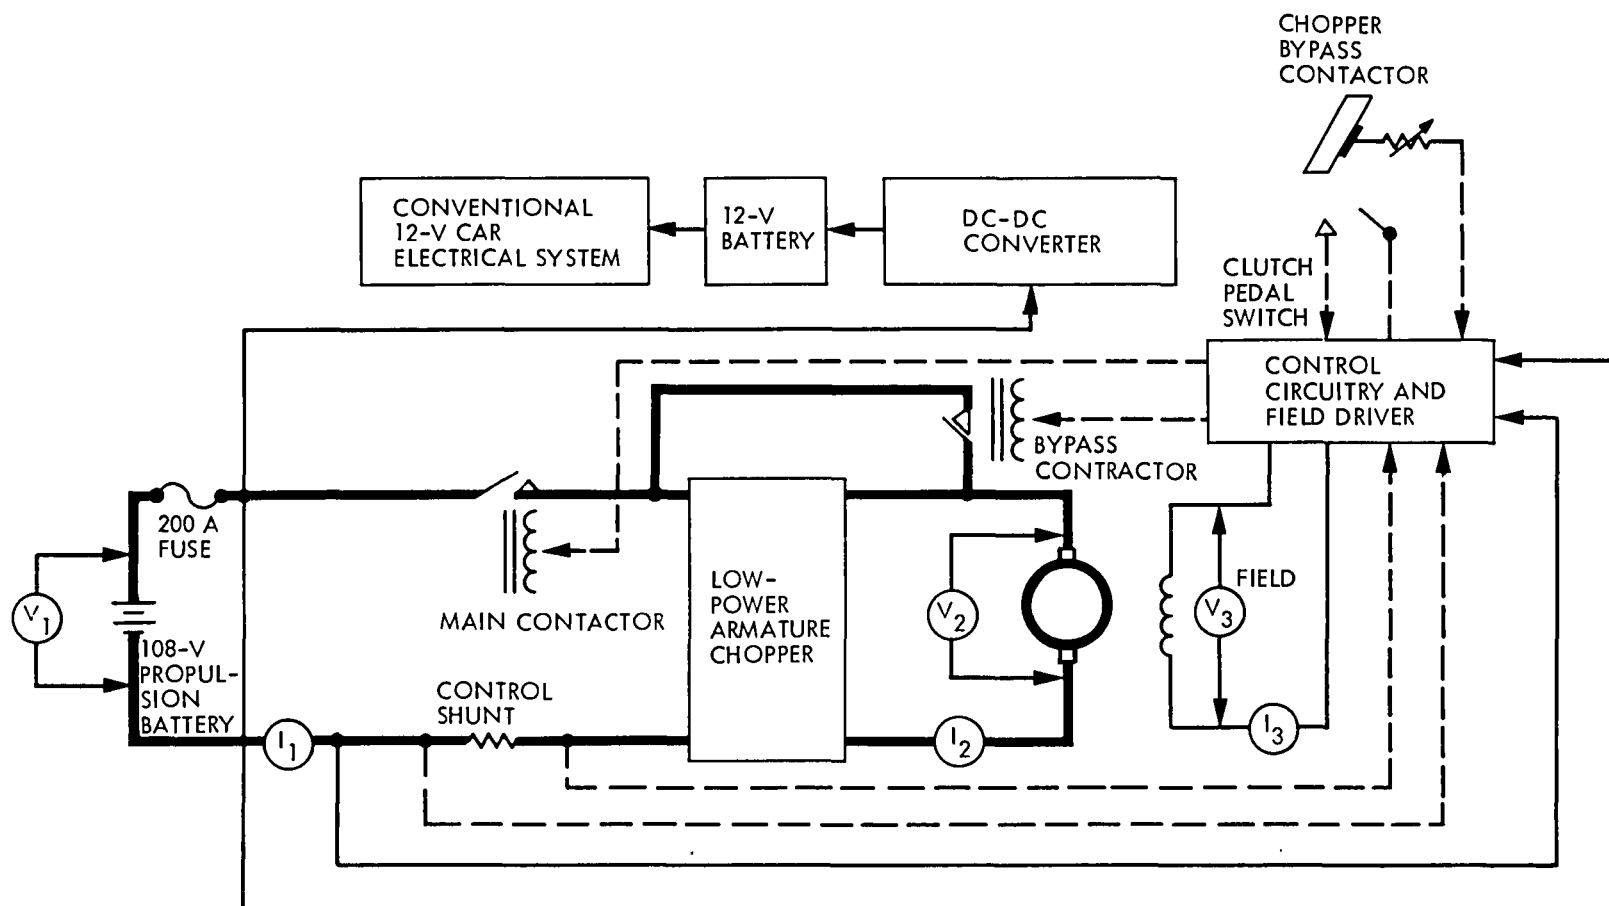 CHOPPER
BYPASS
CONTACTOR
CONVENTIONAL
12-V CAR
ELECTRICAL SYSTEM
12-V
BATTERY
DC-DC
CONVERTER
CLUTCH
PEDAL
SWITCH
CONTROL
CIRCUITRY AND
FIELD DRIVER
BYPASS
CONTRACTOR
200 A
FUSE
MAIN CONTACTOR
LOW-
POWER
ARMATURE
CHOPPER
V1
V2
V3
FIELD
108-V
PROPUL-
SION
BATTERY
CONTROL
SHUNT
I1
I2
I3